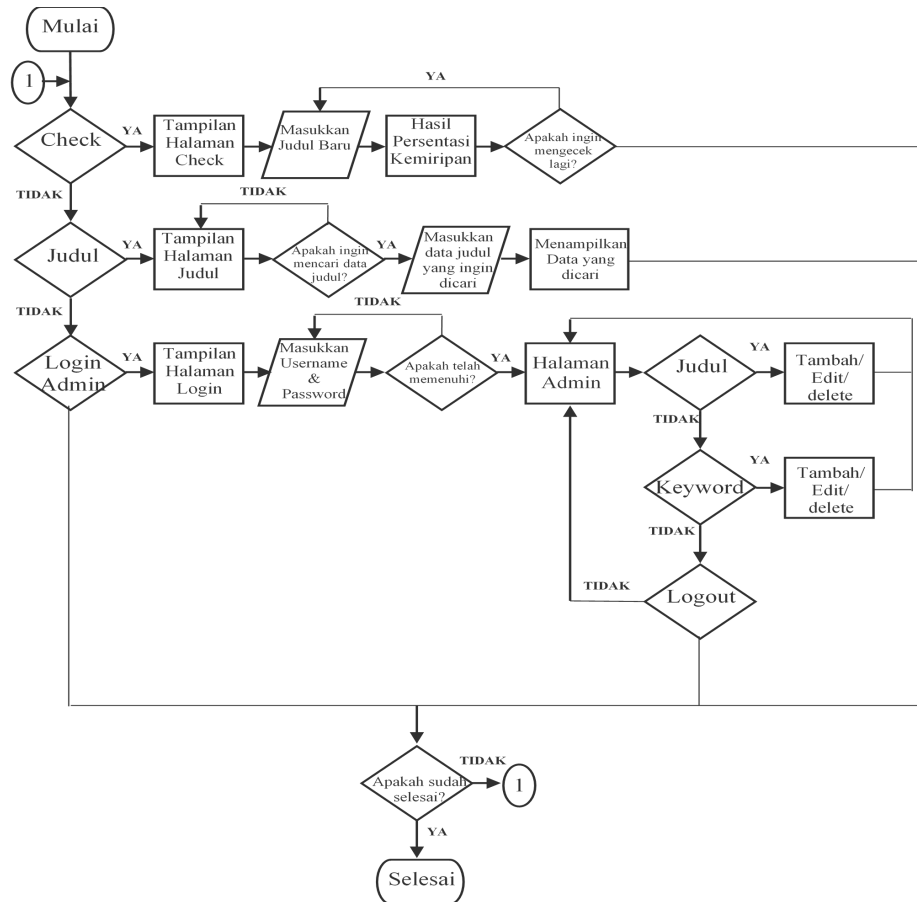 Mulai
1
YA
Check
YA
Tampilan
Halaman
Check
Masukkan
Judul Baru
Hasil
Persentasi
Kemiripan
Apakah ingin
mengecek
lagi?
TIDAK
TIDAK
Judul
YA
Tampilan
Halaman
Judul
Apakah ingin
mencari data
judul?
YA
Masukkan
data judul
yang ingin
dicari
Menampilkan
Data yang
dicari
TIDAK
TIDAK
Login
Admin
YA
Tampilan
Halaman
Login
Masukkan
Username
&
Password
Apakah telah
memenuhi?
YA
Halaman
Admin
Judul
YA
Tambah/
Edit/
delete
TIDAK
Keyword
YA
Tambah/
Edit/
delete
TIDAK
Logout
TIDAK
Apakah sudah
selesai?
TIDAK
1
YA
Selesai